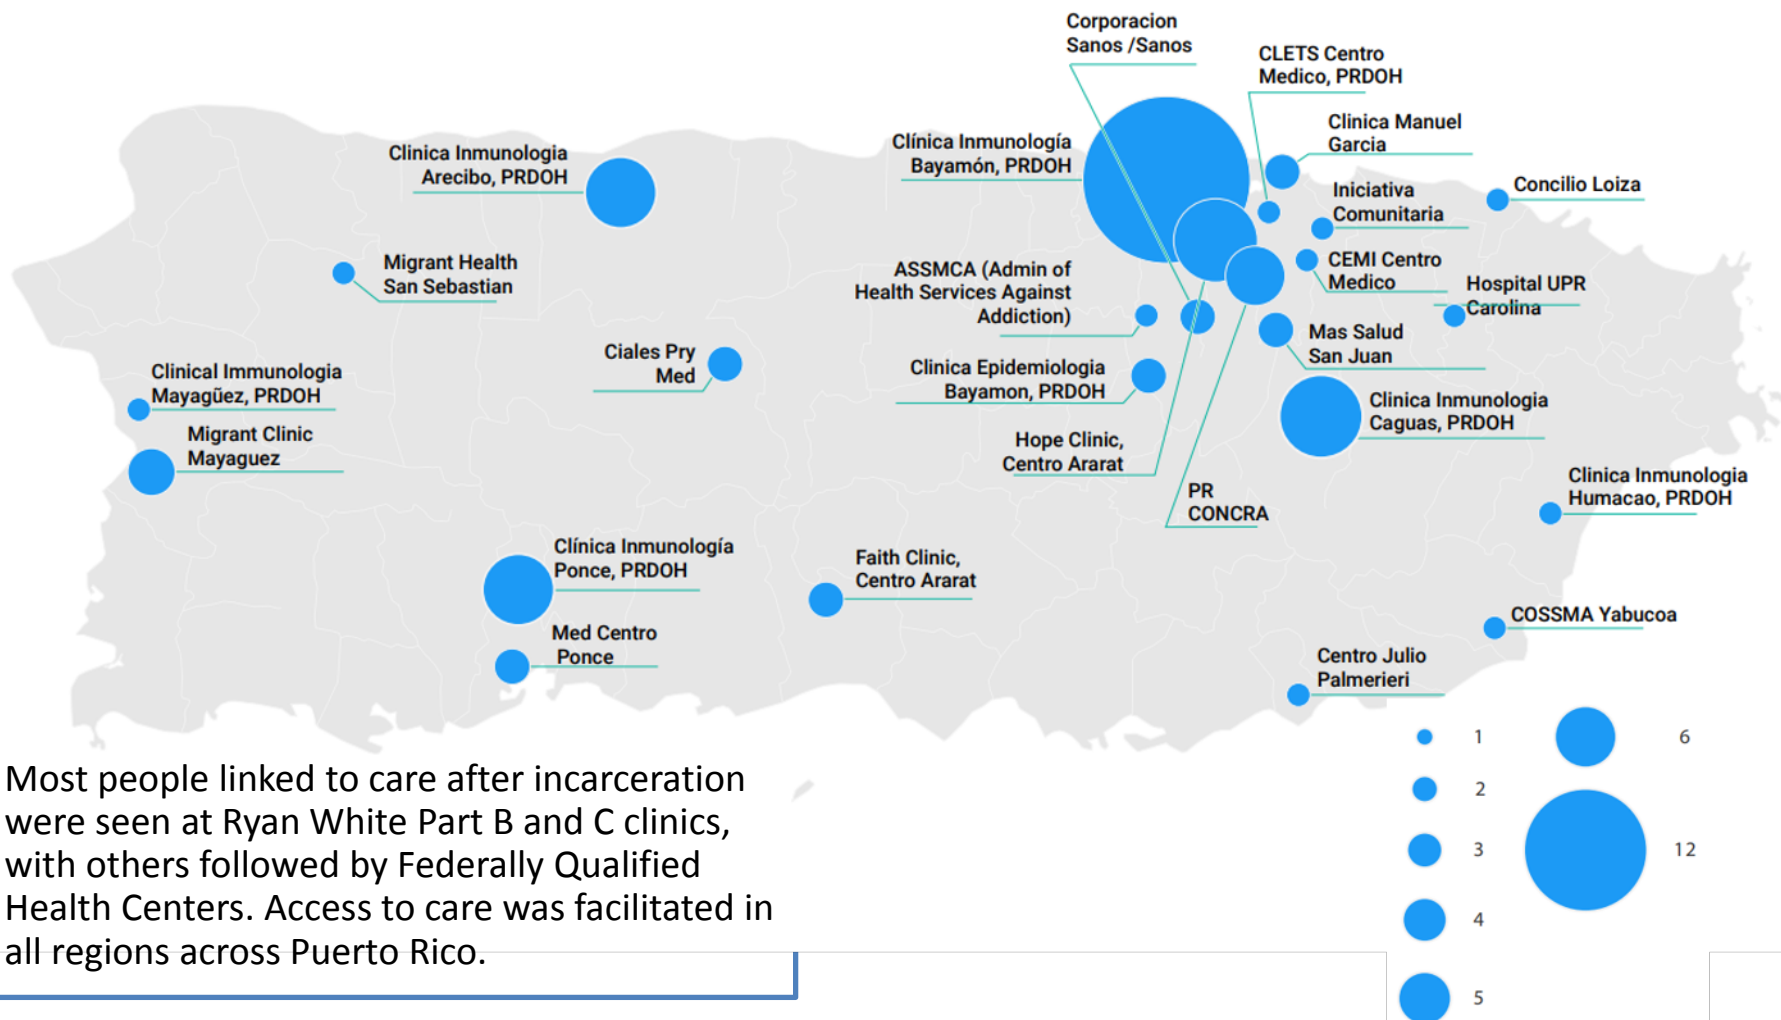 Corporacion
Sanos /Sanos
CLETS Centro
Medico, PRDOH
Clinica Manuel
Garcia
Clínica Inmunología
Bayamón, PRDOH
Clinica Inmunologia
Arecibo, PRDOH
Iniciativa
Comunitaria
Concilio Loiza
Migrant Health
San Sebastian
ASSMCA (Admin of
Health Services Against
Addiction)
CEMI Centro
Medico
Hospital UPR
Carolina
Mas Salud
San Juan
Ciales Pry
Med
Clinical Immunologia
Mayagüez, PRDOH
Clinica Epidemiologia
Bayamon, PRDOH
Clinica Inmunologia
Caguas, PRDOH
Migrant Clinic
Mayaguez
Hope Clinic,
Centro Ararat
PR
CONCRA
Clinica Inmunologia
Humacao, PRDOH
Clínica Inmunología
Ponce, PRDOH
Faith Clinic,
Centro Ararat
Med Centro
Ponce
COSSMA Yabucoa
Centro Julio
Palmerieri
1
2
3
4
5
6
12
Most people linked to care after incarceration
were seen at Ryan White Part B and C clinics,
with others followed by Federally Qualified
Health Centers. Access to care was facilitated in
all regions across Puerto Rico.